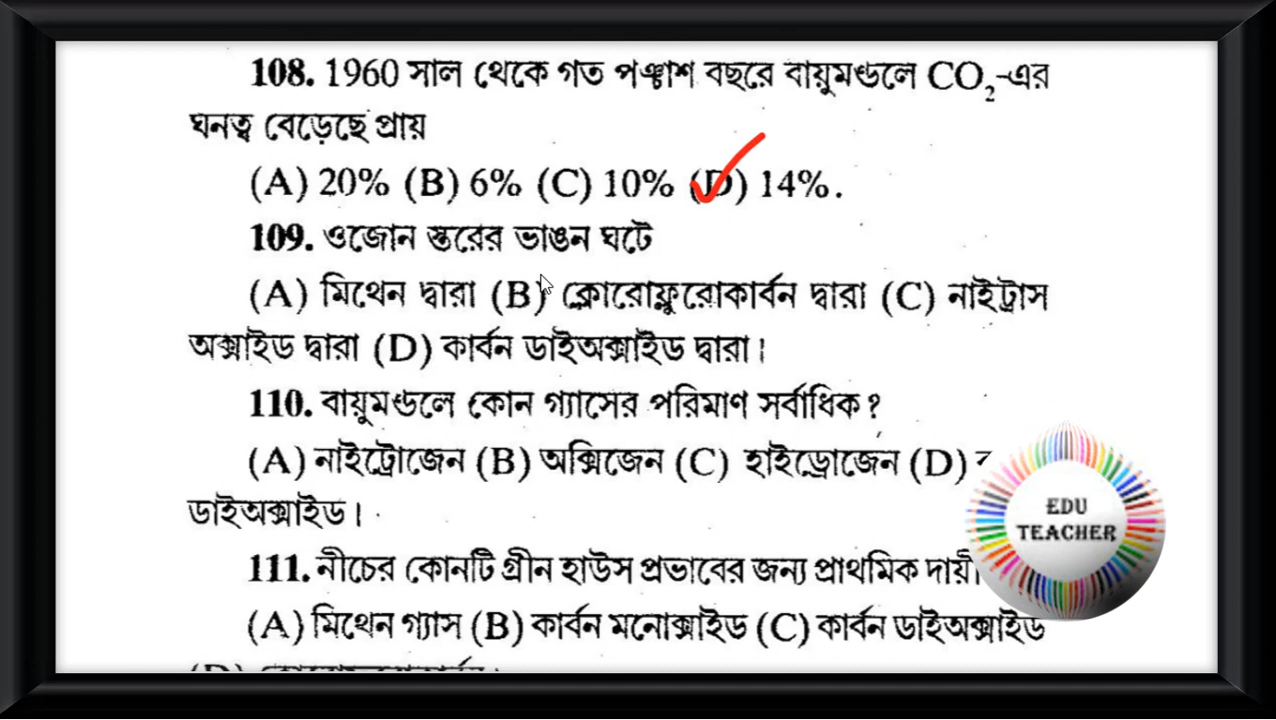 108. 1960 সাল থেকে গত পঞ্চাশ বছরে বায়ুমণ্ডলে CO₂-এর
ঘনত্ব বেড়েছে প্রায়
(A) 20% (B) 6% (C) 10% (D) 14%.
109. ওজোন স্তরের ভাঙন ঘটে
(A) মিথেন দ্বারা (B) ক্লোরোফ্লুরোকার্বন দ্বারা (C) নাইট্রাস
অক্সাইড দ্বারা (D) কার্বন ডাইঅক্সাইড দ্বারা।
110. বায়ুমণ্ডলে কোন গ্যাসের পরিমাণ সর্বাধিক?
(A) নাইট্রোজেন (B) অক্সিজেন (C) হাইড্রোজেন (D)
ডাইঅক্সাইড।
111. নীচের কোনটি গ্রীন হাউস প্রভাবের জন্য প্রাথমিক দায়ী
(A) মিথেন গ্যাস (B) কার্বন মনোক্সাইড (C) কার্বন ডাইঅক্সাইড
EDU
TEACHER